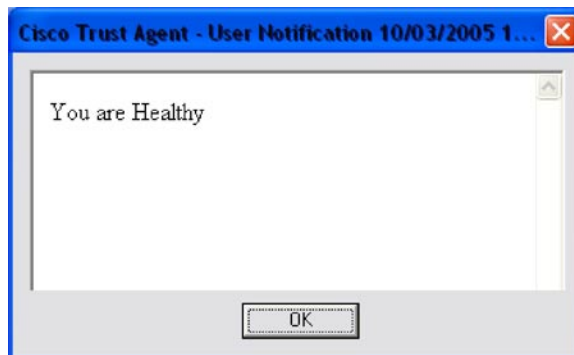 Cisco Trust Agent - User Notification 10/03/2005 1...
You are Healthy
OK